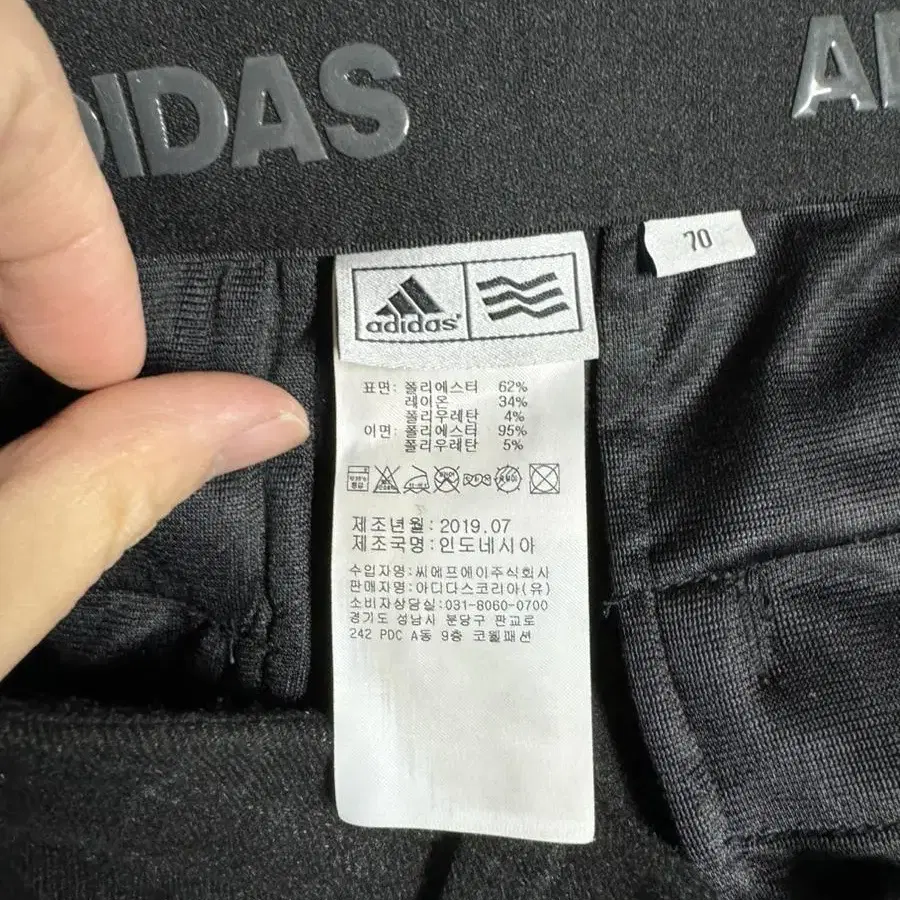 DIDAS
70
adidas
표면: 폴리에스터 62%
레이온 34%
폴리우레탄 4%
이면: 폴리에스터 95%
폴리우레탄 5%
제조년월: 2019.07
제조국명:인도네시아
수입자명:씨에프에이주식회사
판매자명:아디다스코리아(유)
소비자상담실:031-8060-0700
경기도 성남시 분당구 판교로
242 PDC A동 9층 코웰패션